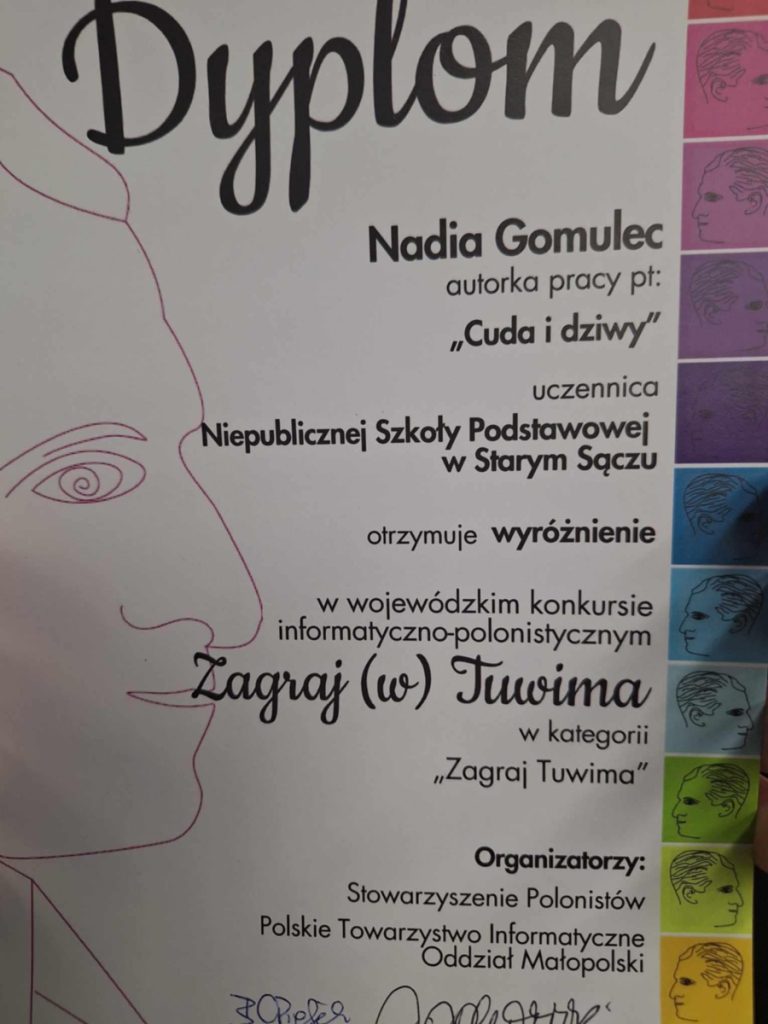 Dyplom
Nadia Gomulec
autorka pracy pt:
„Cuda i dziwy”
uczennica
Niepublicznej Szkoły Podstawowej
w Starym Sączu
otrzymuje wyróżnienie
w wojewódzkim konkursie
informatyczno-polonistycznym
Zagraj (w) Tuwima
w kategorii
„Zagraj Tuwima”
Organizatorzy:
Stowarzyszenie Polonistów
Polskie Towarzystwo Informatyczne
Oddział Małopolski